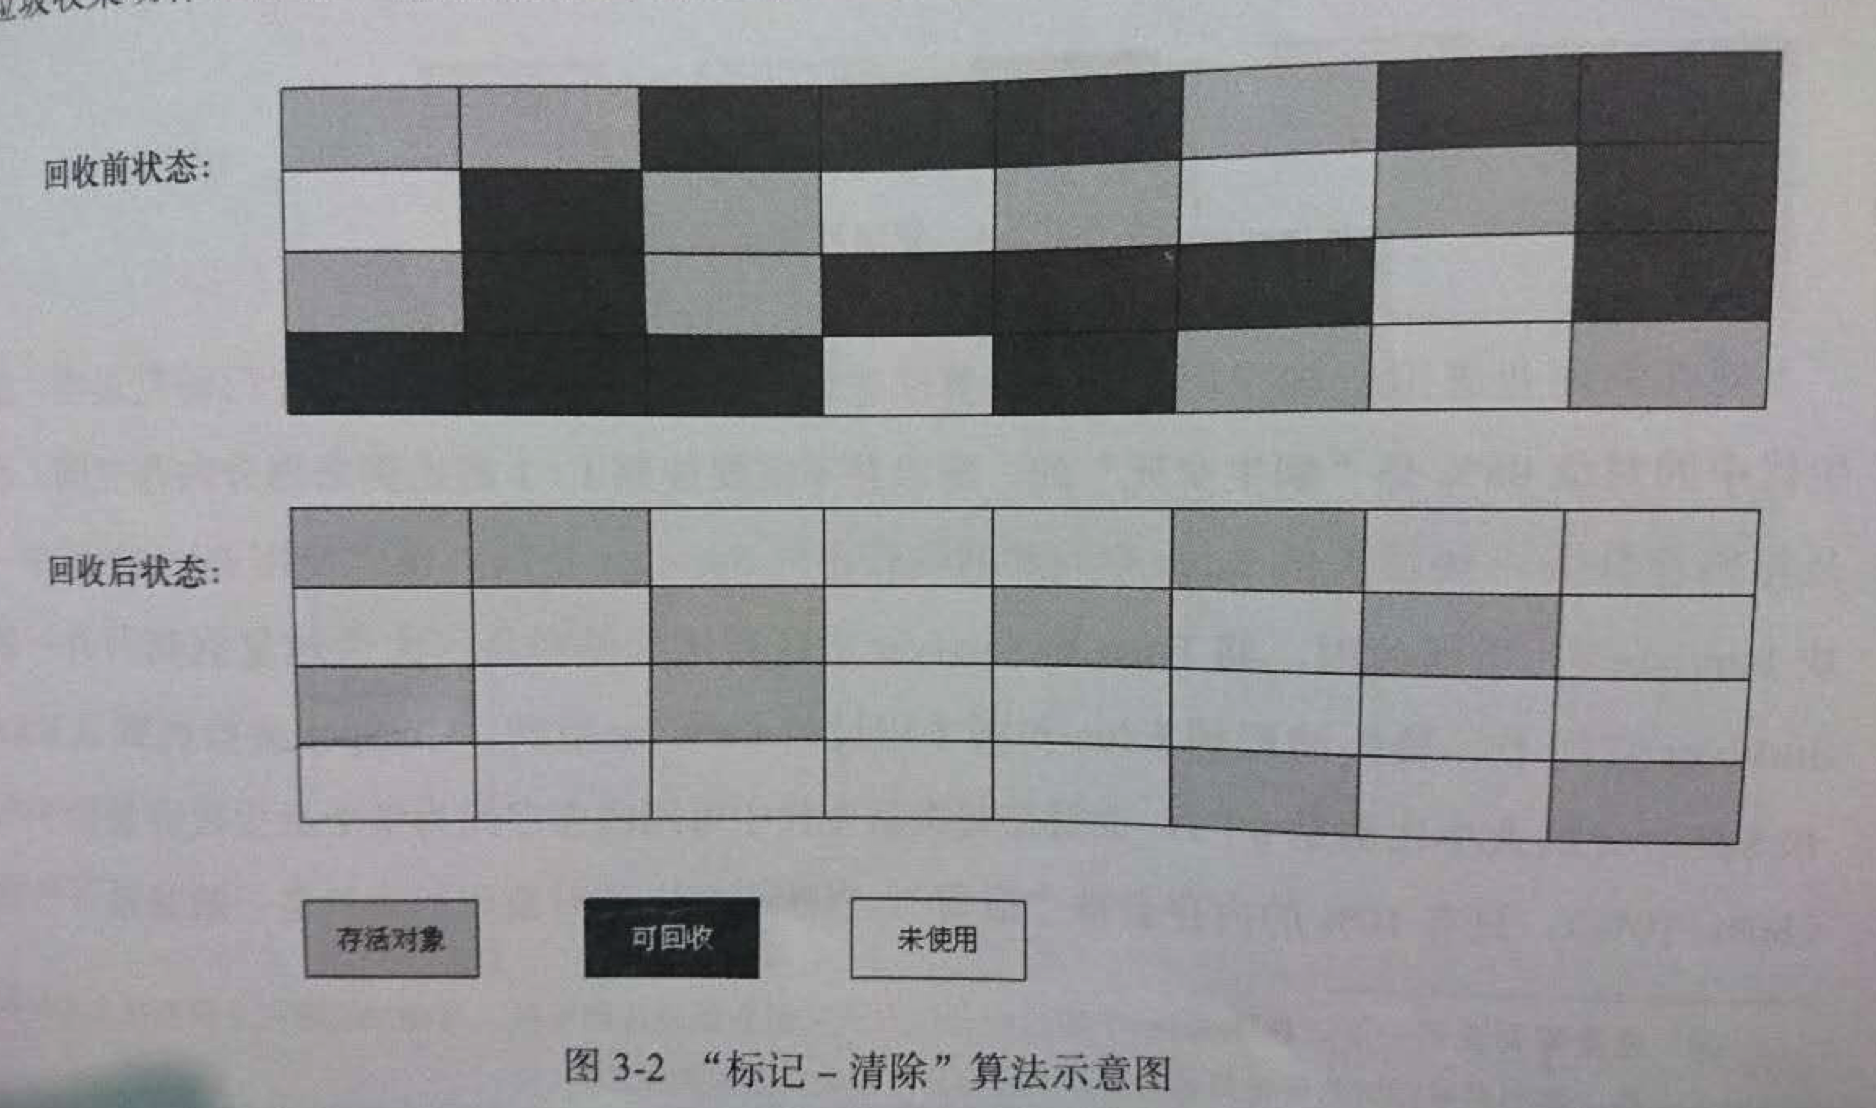 回收前状态：
回收后状态：
存活对象
可回收
未使用
图 3-2 “标记 – 清除”算法示意图